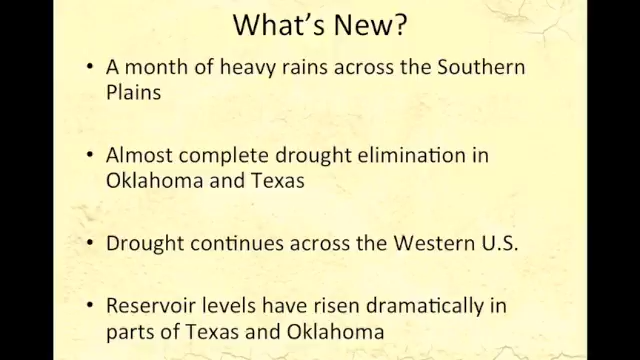 What's New?
• A month of heavy rains across the Southern
Plains
• Almost complete drought elimination in
Oklahoma and Texas
• Drought continues across the Western U.S.
• Reservoir levels have risen dramatically in
parts of Texas and Oklahoma